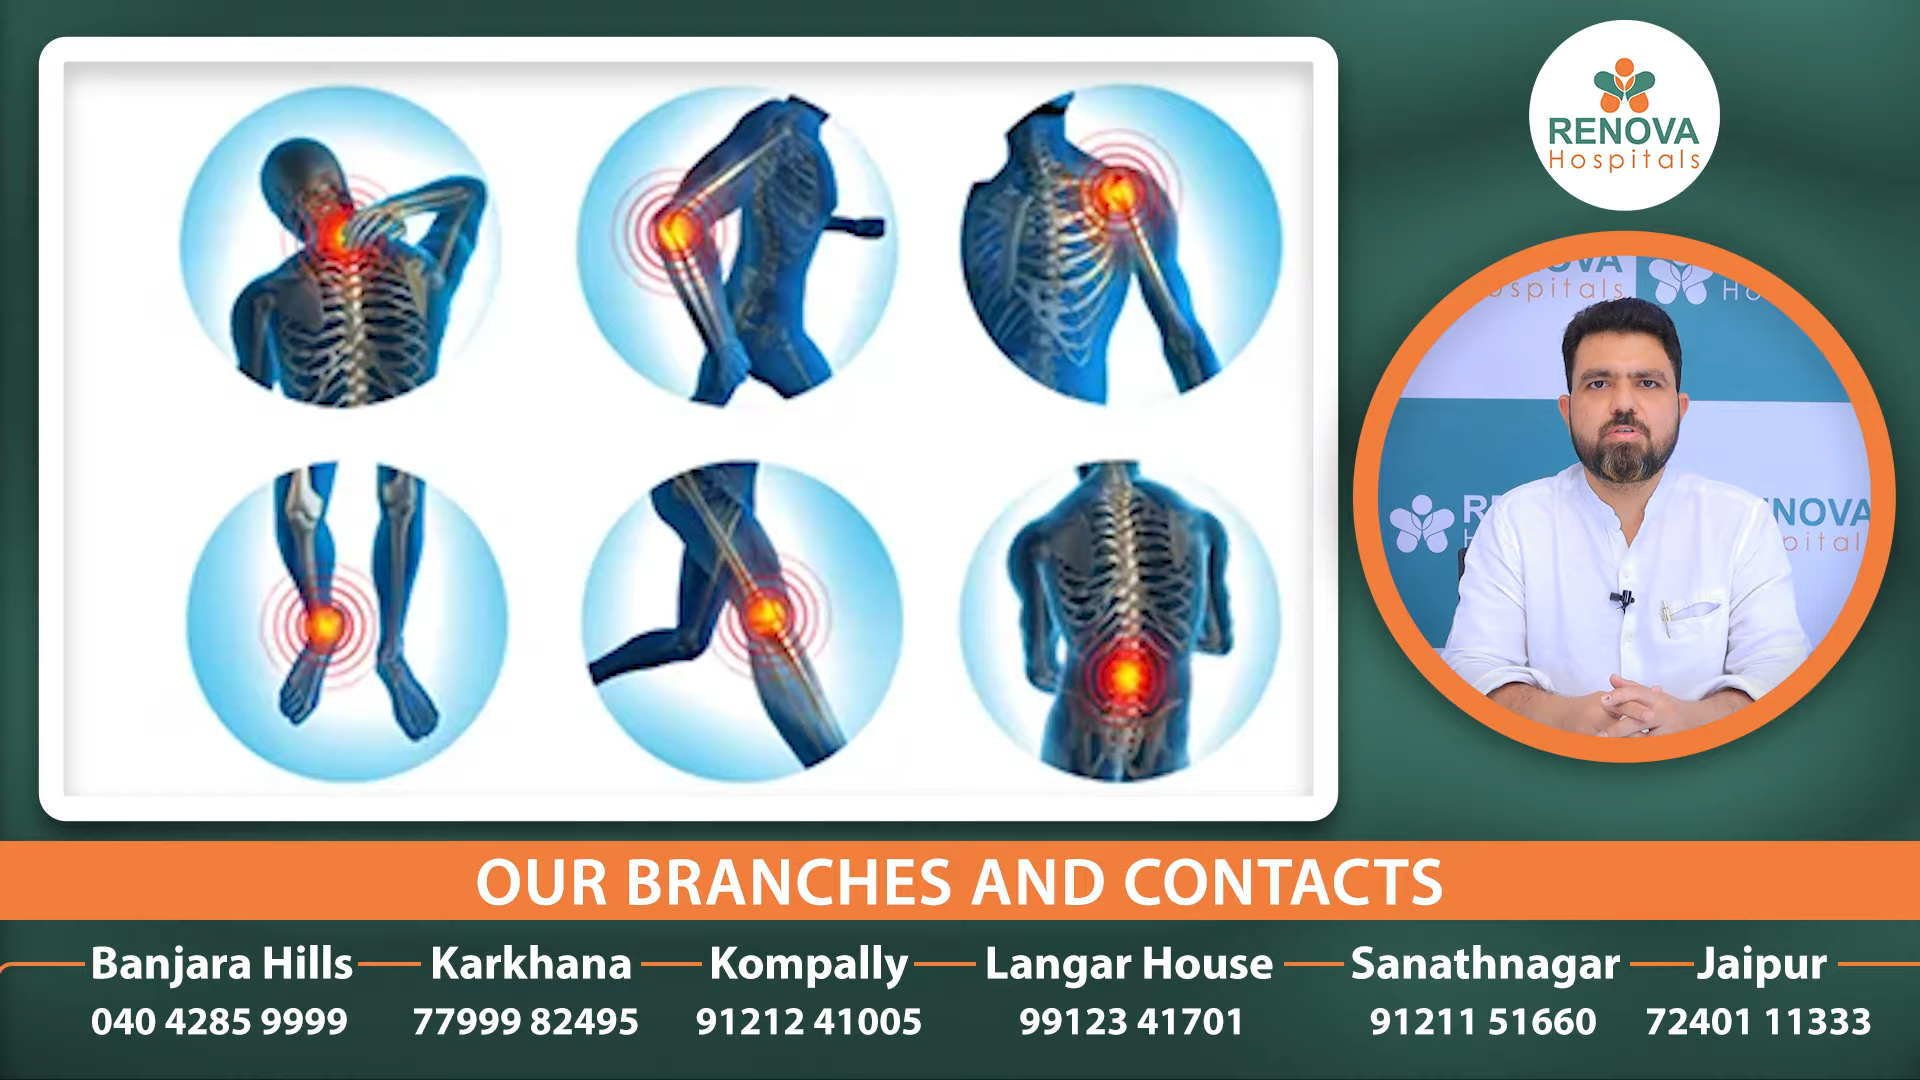 RENOVA
Hospitals
OUR BRANCHES AND CONTACTS
Banjara Hills Karkhana Kompally Langar House Sanathnagar Jaipur
040 4285 9999 77999 82495 91212 41005 99123 41701 91211 51660 72401 11333